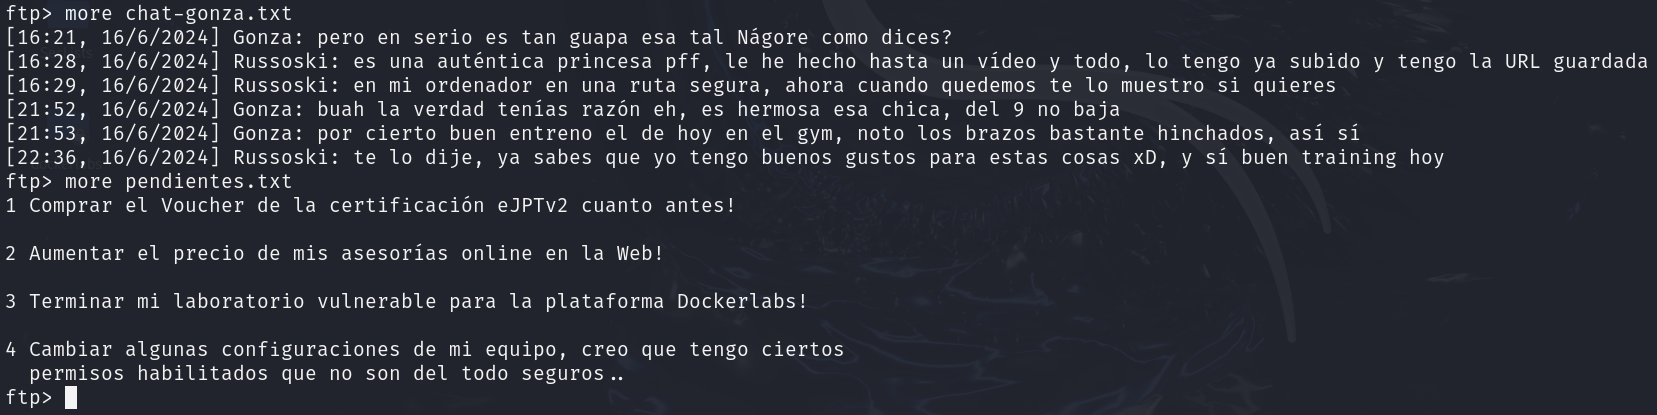 ftp> more chat-gonza.txt
[16:21, 16/6/2024] Gonza: pero en serio es tan guapa esa tal Nágore como dices?
[16:28, 16/6/2024] Russoski: es una auténtica princesa pff, le he hecho hasta un vídeo y todo, lo tengo ya subido y tengo la URL guardada
[16:29, 16/6/2024] Russoski: en mi ordenador en una ruta segura, ahora cuando quedemos te lo muestro si quieres
[21:52, 16/6/2024] Gonza: buah la verdad tenías razón eh, es hermosa esa chica, del 9 no baja
[21:53, 16/6/2024] Gonza: por cierto buen entreno el de hoy en el gym, noto los brazos bastante hinchados, así sí
[22:36, 16/6/2024] Russoski: te lo dije, ya sabes que yo tengo buenos gustos para estas cosas xD, y sí buen training hoy
ftp> more pendientes.txt
1 Comprar el Voucher de la certificación eJPTv2 cuanto antes!
2 Aumentar el precio de mis asesorías online en la Web!
3 Terminar mi laboratorio vulnerable para la plataforma Dockerlabs!
4 Cambiar algunas configuraciones de mi equipo, creo que tengo ciertos
permisos habilitados que no son del todo seguros..
ftp>